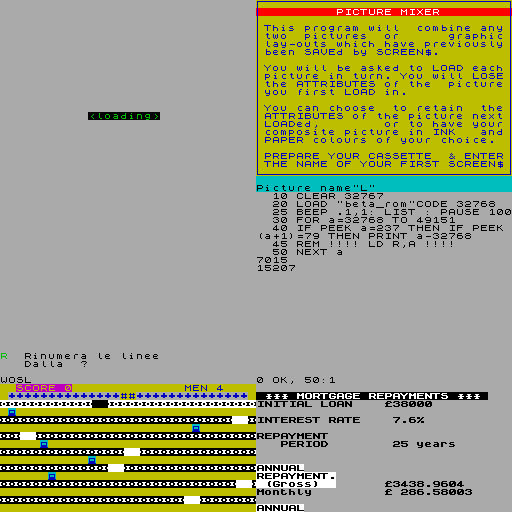 <loading>
R Rinumera le linee
Dalla ?
WOSL
PICTURE MIXER
This program will combine any
two pictures or graphic
lay-outs which have previously
been SAVEd by SCREEN$.
You will be asked to LOAD each
picture in turn. You will LOSE
the ATTRIBUTES of the picture
you first LOAD in.
You can choose to retain the
ATTRIBUTES of the picture next
LOADed, or to have your
composite picture in INK and
PAPER colours of your choice.
PREPARE YOUR CASSETTE & ENTER
THE NAME OF YOUR FIRST SCREEN$
Picture name"L"
10 CLEAR 32767
20 LOAD "beta_rom"CODE 32768
25 BEEP .1,1: LIST : PAUSE 100
30 FOR a=32768 TO 49151
40 IF PEEK a=237 THEN IF PEEK
(a+1)=79 THEN PRINT a-32768
45 REM !!!! LD R,A !!!!
50 NEXT a
7015
15207
0 OK, 50:1
SCORE 0 MEN 4
*** MORTGAGE REPAYMENTS ***
INITIAL LOAN £38000
INTEREST RATE 7.6%
REPAYMENT
PERIOD 25 years
ANNUAL
REPAYMENT.
(Gross) £3438.9604
Monthly £ 286.58003
ANNUAL